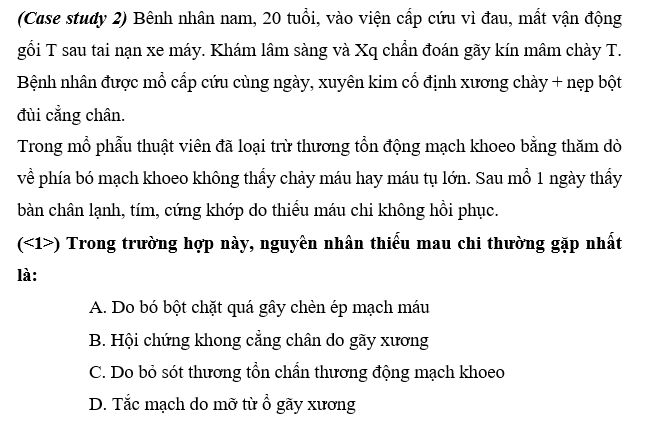 (Case study 2) Bênh nhân nam, 20 tuổi, vào viện cấp cứu vì đau, mất vận động
gối T sau tai nạn xe máy. Khám lâm sàng và Xq chẩn đoán gãy kín mâm chày T.
Bệnh nhân được mổ cấp cứu cùng ngày, xuyên kim cố định xương chày + nẹp bột
đùi cẳng chân.
Trong mổ phẫu thuật viên đã loại trừ thương tổn động mạch khoeo bằng thăm dò
về phía bó mạch khoeo không thấy chảy máu hay máu tụ lớn. Sau mổ 1 ngày thấy
bàn chân lạnh, tím, cứng khớp do thiếu máu chi không hồi phục.
(<1>) Trong trường hợp này, nguyên nhân thiếu mau chi thường gặp nhất
là:
A. Do bó bột chặt quá gây chèn ép mạch máu
B. Hội chứng khong cẳng chân do gãy xương
C. Do bỏ sót thương tổn chấn thương động mạch khoeo
D. Tắc mạch do mỡ từ ổ gãy xương